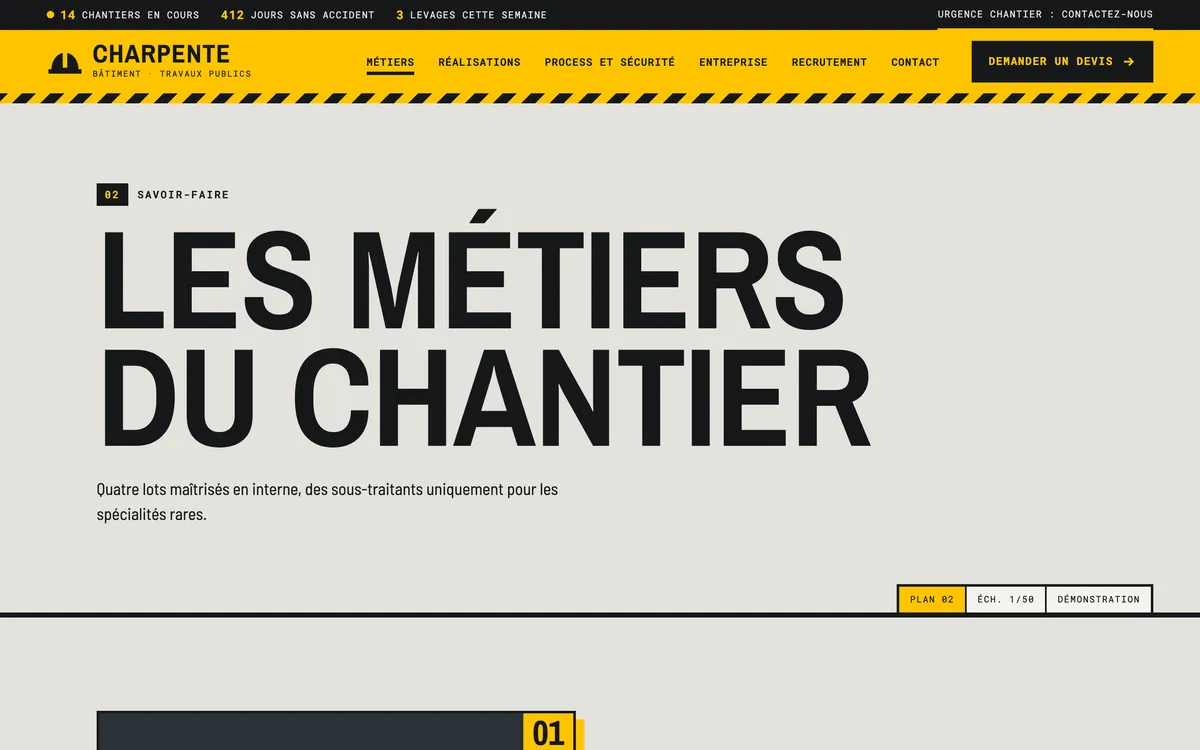 14 CHANTIERS EN COURS 412 JOURS SANS ACCIDENT 3 LEVAGES CETTE SEMAINE URGENCE CHANTIER : CONTACTEZ-NOUS
CHARPENTE
BÂTIMENT · TRAVAUX PUBLICS
MÉTIERS RÉALISATIONS PROCESS ET SÉCURITÉ ENTREPRISE RECRUTEMENT CONTACT DEMANDER UN DEVIS →
02 SAVOIR-FAIRE
LES MÉTIERS
DU CHANTIER
Quatre lots maîtrisés en interne, des sous-traitants uniquement pour les
spécialités rares.
PLAN 02 ÉCH. 1/50 DÉMONSTRATION
01